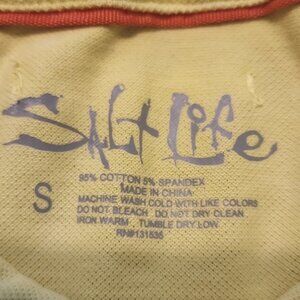 Salt Life
95% COTTON 5% SPANDEX
MADE IN CHINA
MACHINE WASH COLD WITH LIKE COLORS
DO NOT BLEACH DO NOT DRY CLEAN
IRON WARM TUMBLE DRY LOW
RN#131535
S